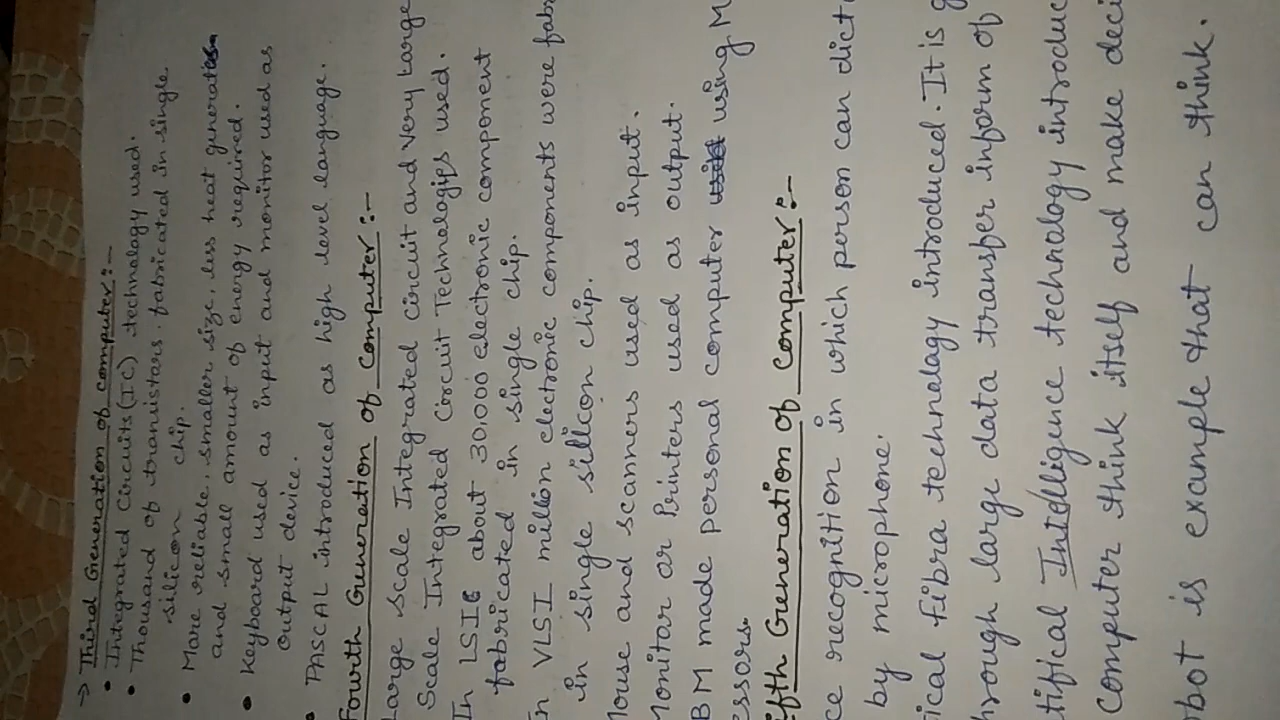 → Third Generation of computer:-
• Integrated Circuits (IC) technology used.
• Thousand of transistors fabricated in single
silicon chip.
• More reliable, smaller size, less heat generates
and small amount of energy required.
• Keyboard used as input and monitor used as
output device.
• PASCAL introduced as high level language.
Fourth Generation of Computer:-
Large Scale Integrated circuit and Very Large
Scale Integrated Circuit Technologies used.
In LSIC about 30,000 electronic component
fabricated in single chip.
In VLSI million electronic components were fab
in single sillicon chip.
Mouse and scanners used as input.
Monitor or Printers used as output.
BM made personal computer using M
essors.
ifth Generation of Computer:-
ce recognition in which person can dict
by microphone.
ical Fibra technology introduced. It is g
hrough large data transfer inform of
tifical Intelligence technology introduc
Computer think itself and make deci
bot is example that can think.